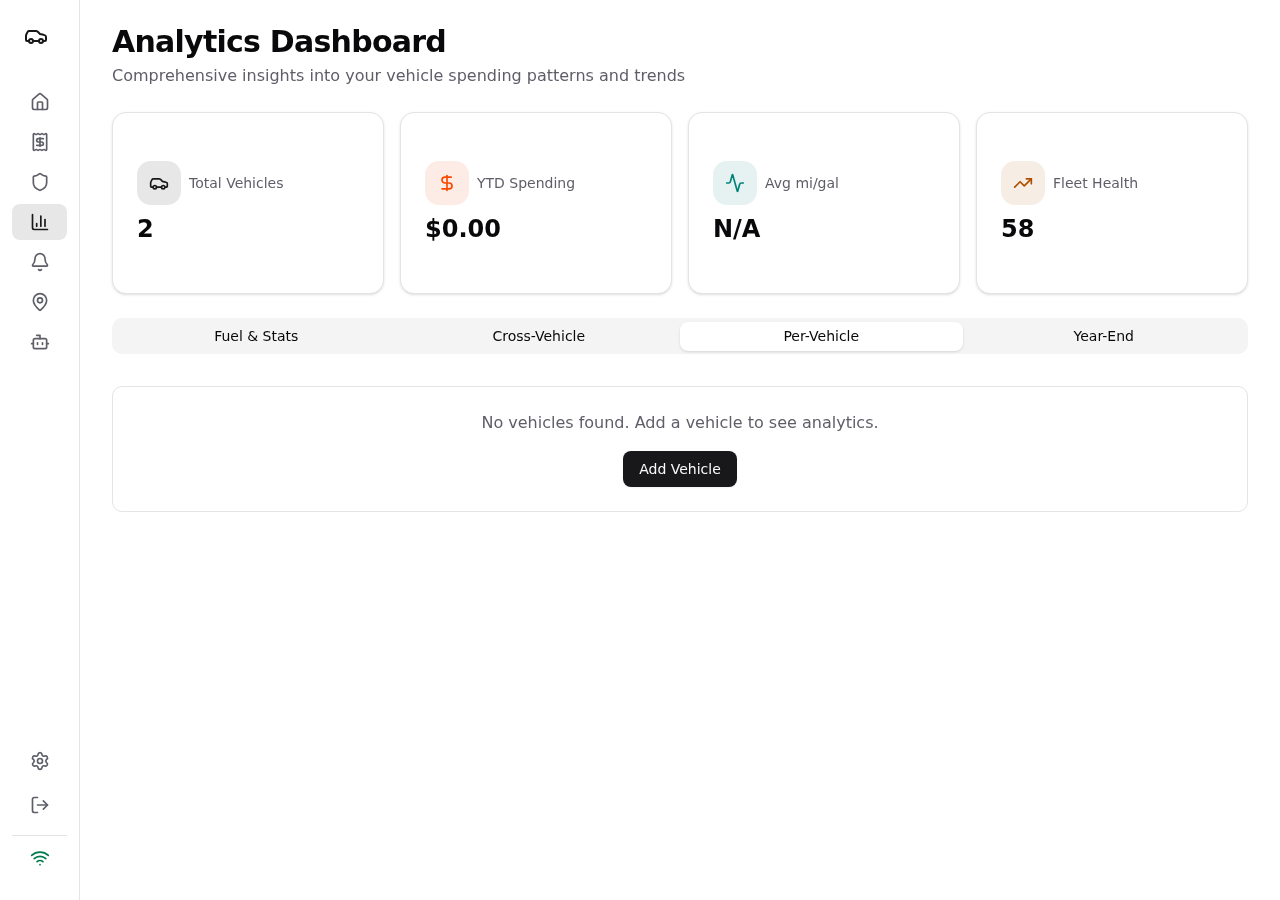 Analytics Dashboard
Comprehensive insights into your vehicle spending patterns and trends
Total Vehicles
2
YTD Spending
$0.00
Avg mi/gal
N/A
Fleet Health
58
Fuel & Stats
Cross-Vehicle
Per-Vehicle
Year-End
No vehicles found. Add a vehicle to see analytics.
Add Vehicle